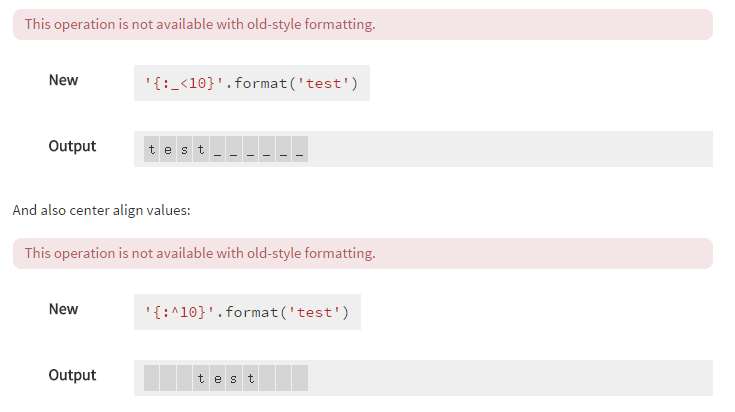 This operation is not available with old-style formatting.
New '{:_<10}'.format('test')
Output test______
And also center align values:
This operation is not available with old-style formatting.
New '{:^10}'.format('test')
Output test